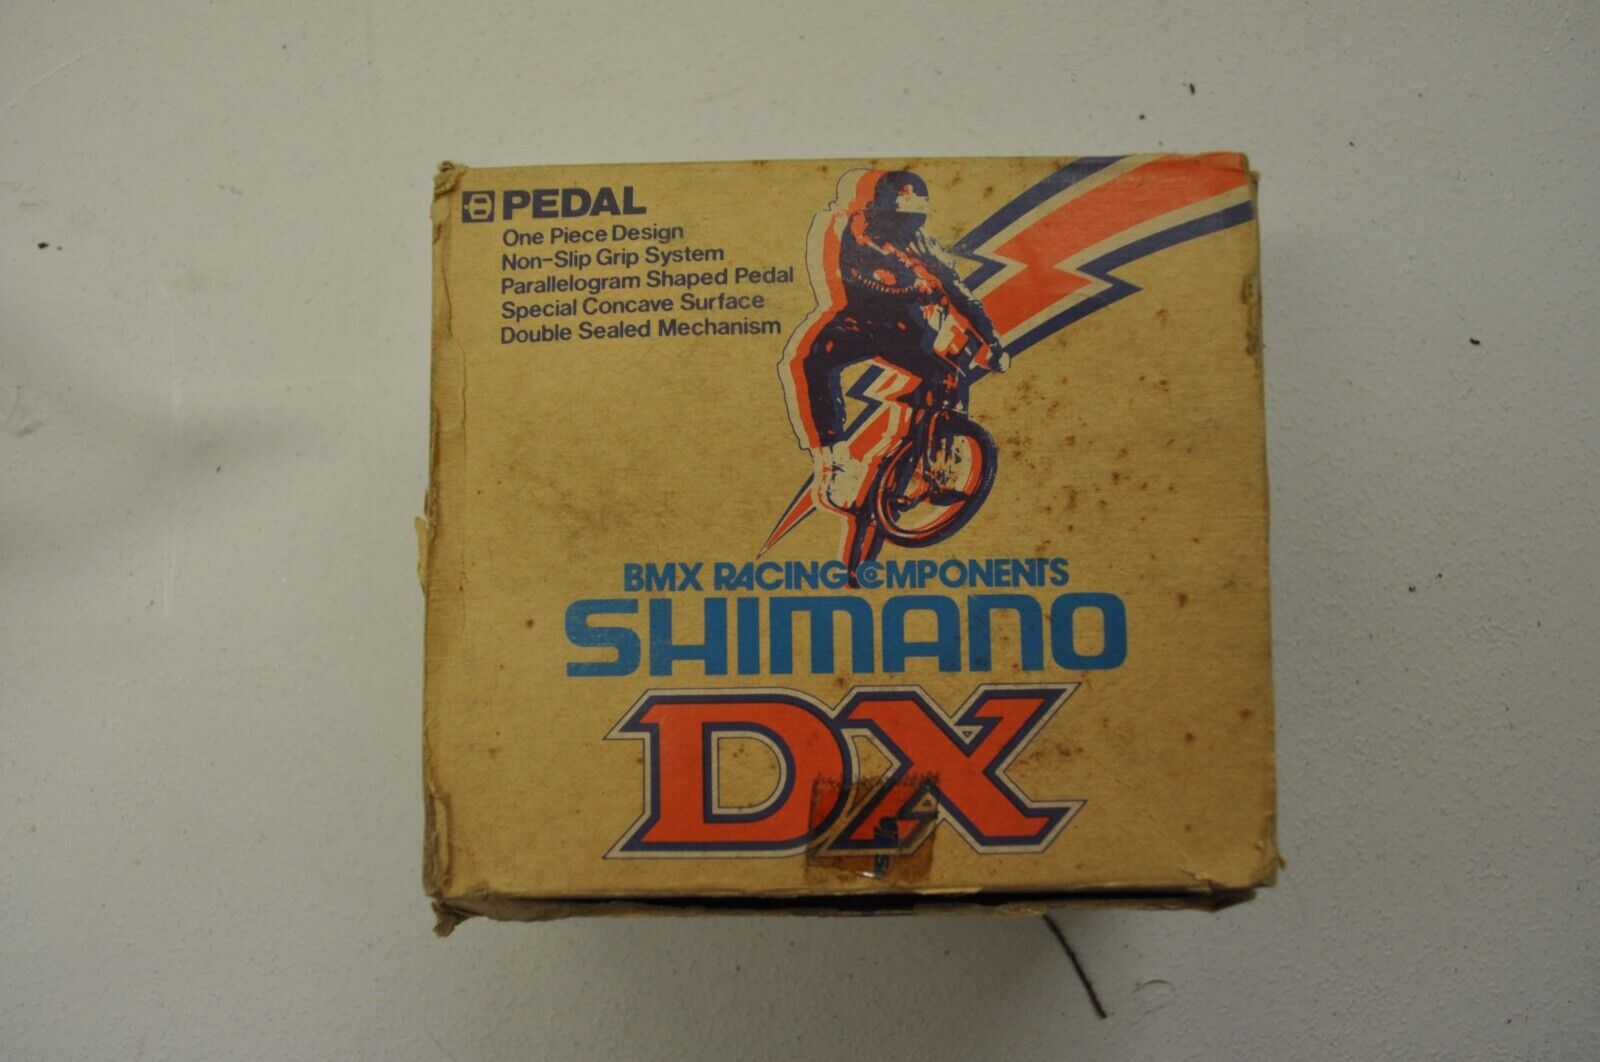 PEDAL
One Piece Design
Non-Slip Grip System
Parallelogram Shaped Pedal
Special Concave Surface
Double Sealed Mechanism
BMX RACING COMPONENTS
SHIMANO
DX